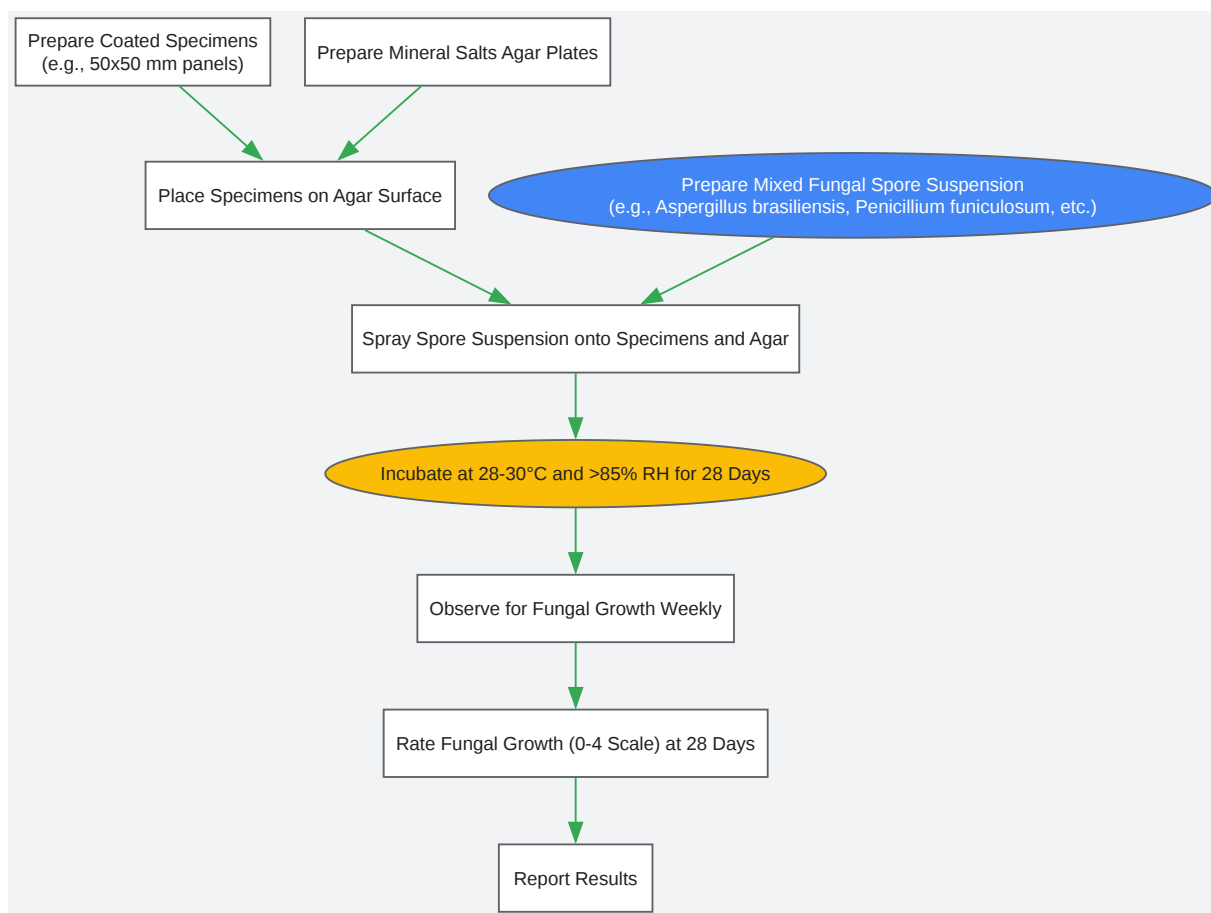 Prepare Coated Specimens
(e.g., 50x50 mm panels)
Prepare Mineral Salts Agar Plates
Place Specimens on Agar Surface
Prepare Mixed Fungal Spore Suspension
(e.g., Aspergillus brasiliensis, Penicillium funiculosum, etc.)
Spray Spore Suspension onto Specimens and Agar
Incubate at 28-30°C and >85% RH for 28 Days
Observe for Fungal Growth Weekly
Rate Fungal Growth (0-4 Scale) at 28 Days
Report Results